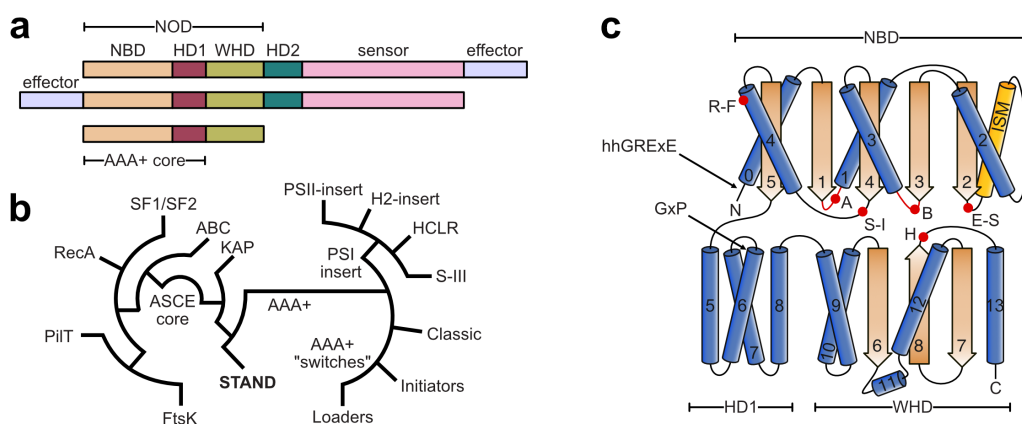 a
NOD
NBD HD1 WHD HD2 sensor effector
effector
AAA+ core
b
SF1/SF2
RecA
ABC
KAP
ASCE
core
PilT
FtsK
STAND
AAA+
PSII-insert
H2-insert
HCLR
PSI
insert
S-III
Classic
AAA+
"switches"
Initiators
Loaders
c
NBD
R-F
hhGRExE
GxP
N
0 4 5 1 1 3 4 3 2 2 ISM
A
S-I
B
E-S
H
5 6 7 8 9 10 6 11 12 8 7 13
C
HD1
WHD